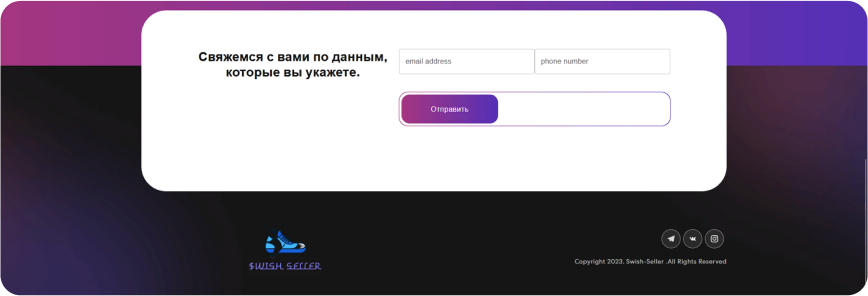 Свяжемся с вами по данным,
которые вы укажете.
email address
phone number
Отправить
$WISH SELLER
Copyright 2023. Swish-Seller .All Rights Reserved